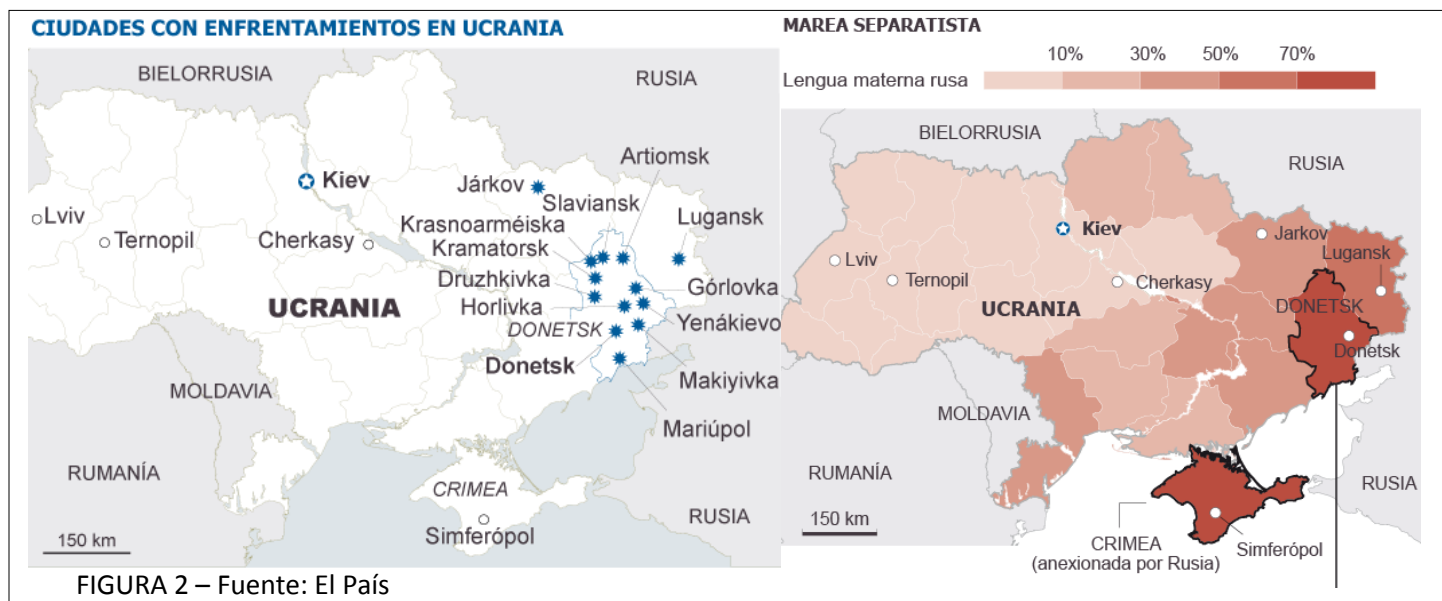 CIUDADES CON ENFRENTAMIENTOS EN UCRANIA
BIELORRUSIA
RUSIA
Artiomsk
Járkov
Slaviansk
Kiev
Krasnoarméiska
Lugansk
Lviv
Ternopil
Cherkasy
Kramatorsk
Druzhkivka
Górlovka
UCRANIA
Horlivka
DONETSK
Yenákievo
Donetsk
Makiyivka
MOLDAVIA
Mariúpol
RUMANÍA
CRIMEA
RUSIA
Simferópol
150 km
FIGURA 2 – Fuente: El País
MAREA SEPARATISTA
10% 30% 50% 70%
Lengua materna rusa
BIELORRUSIA
RUSIA
Kiev
Jarkov
Lugansk
Lviv
Ternopil
Cherkasy
UCRANIA
DONETSK
Donetsk
MOLDAVIA
RUMANÍA
RUSIA
150 km
CRIMEA
(anexionada por Rusia)
Simferópol